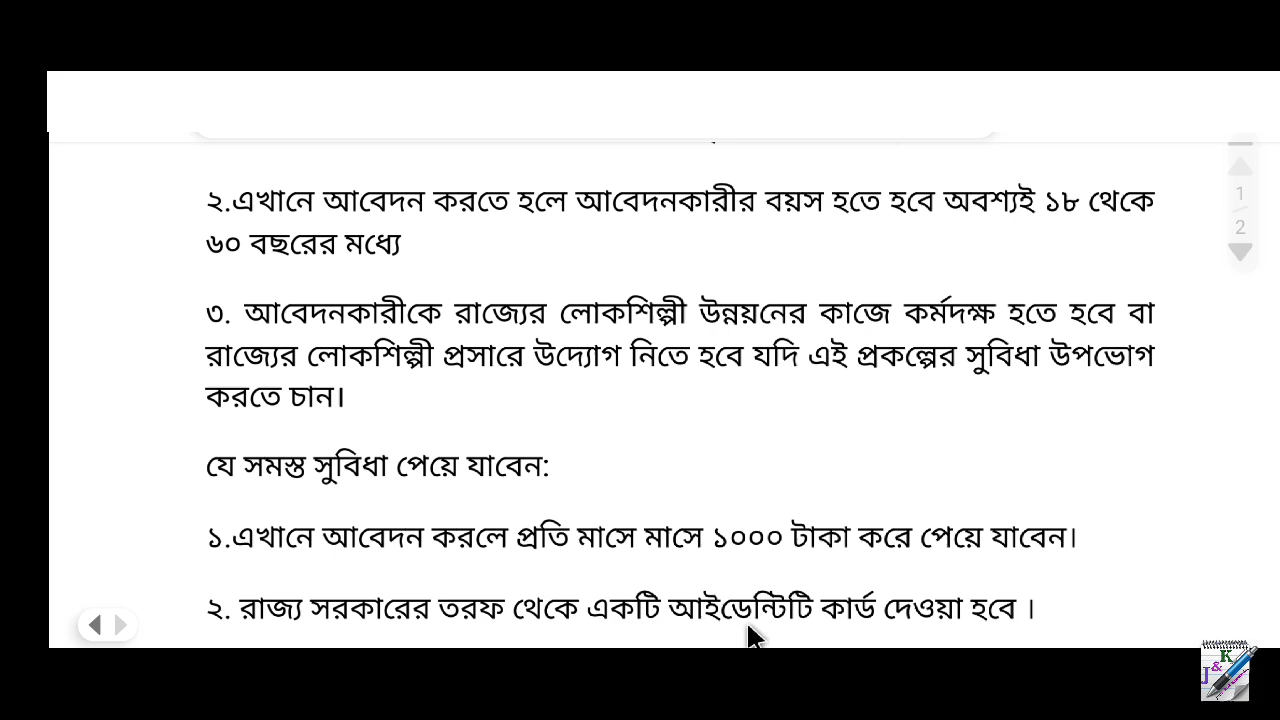 ২.এখানে আবেদন করতে হলে আবেদনকারীর বয়স হতে হবে অবশ্যই ১৮ থেকে
৬০ বছরের মধ্যে
৩. আবেদনকারীকে রাজ্যের লোকশিল্পী উন্নয়নের কাজে কর্মদক্ষ হতে হবে বা
রাজ্যের লোকশিল্পী প্রসারে উদ্যোগ নিতে হবে যদি এই প্রকল্পের সুবিধা উপভোগ
করতে চান।
যে সমস্ত সুবিধা পেয়ে যাবেন:
১.এখানে আবেদন করলে প্রতি মাসে মাসে ১০০০ টাকা করে পেয়ে যাবেন।
২. রাজ্য সরকারের তরফ থেকে একটি আইডেন্টিটি কার্ড দেওয়া হবে ।
1
2
J&K